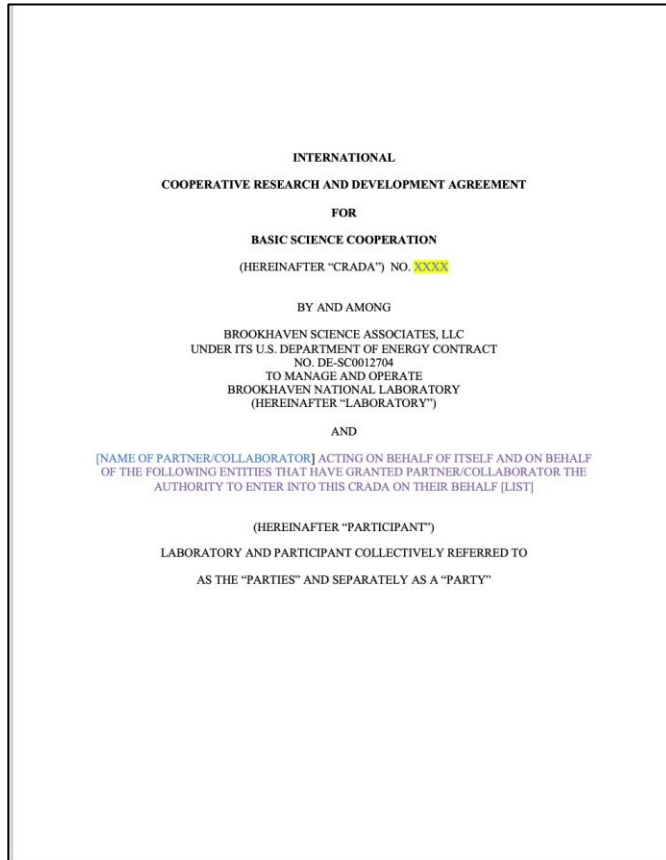 INTERNATIONAL
COOPERATIVE RESEARCH AND DEVELOPMENT AGREEMENT
FOR
BASIC SCIENCE COOPERATION
(HEREINAFTER “CRADA”) NO. XXXX
BY AND AMONG
BROOKHAVEN SCIENCE ASSOCIATES, LLC
UNDER ITS U.S. DEPARTMENT OF ENERGY CONTRACT
NO. DE-SC0012704
TO MANAGE AND OPERATE
BROOKHAVEN NATIONAL LABORATORY
(HEREINAFTER “LABORATORY”)
AND
[NAME OF PARTNER/COLLABORATOR] ACTING ON BEHALF OF ITSELF AND ON BEHALF
OF THE FOLLOWING ENTITIES THAT HAVE GRANTED PARTNER/COLLABORATOR THE
AUTHORITY TO ENTER INTO THIS CRADA ON THEIR BEHALF [LIST]
(HEREINAFTER “PARTICIPANT”)
LABORATORY AND PARTICIPANT COLLECTIVELY REFERRED TO
AS THE “PARTIES” AND SEPARATELY AS A “PARTY”